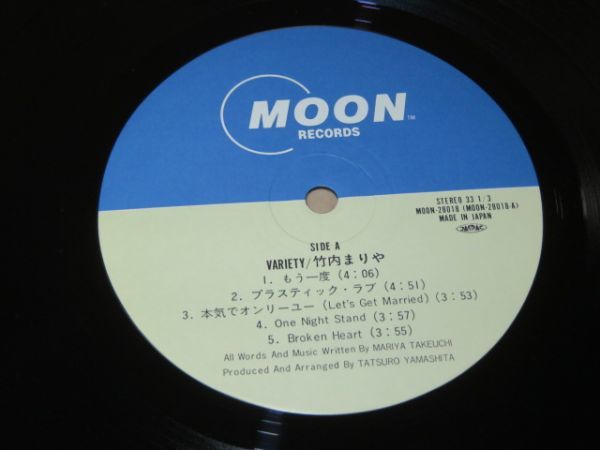 MOON™
RECORDS
STEREO 33 1/3
MOON-28018 (MOON-28018-A)
MADE IN JAPAN
JASRAC
SIDE A
VARIETY/竹内まりや
1. もう一度 (4:06)
2. プラスティック・ラブ (4:51)
3. 本気でオンリーユー (Let's Get Married) (3:53)
4. One Night Stand (3:57)
5. Broken Heart (3:55)
All Words And Music Written By MARIYA TAKEUCHI
Produced And Arranged By TATSURO YAMASHITA